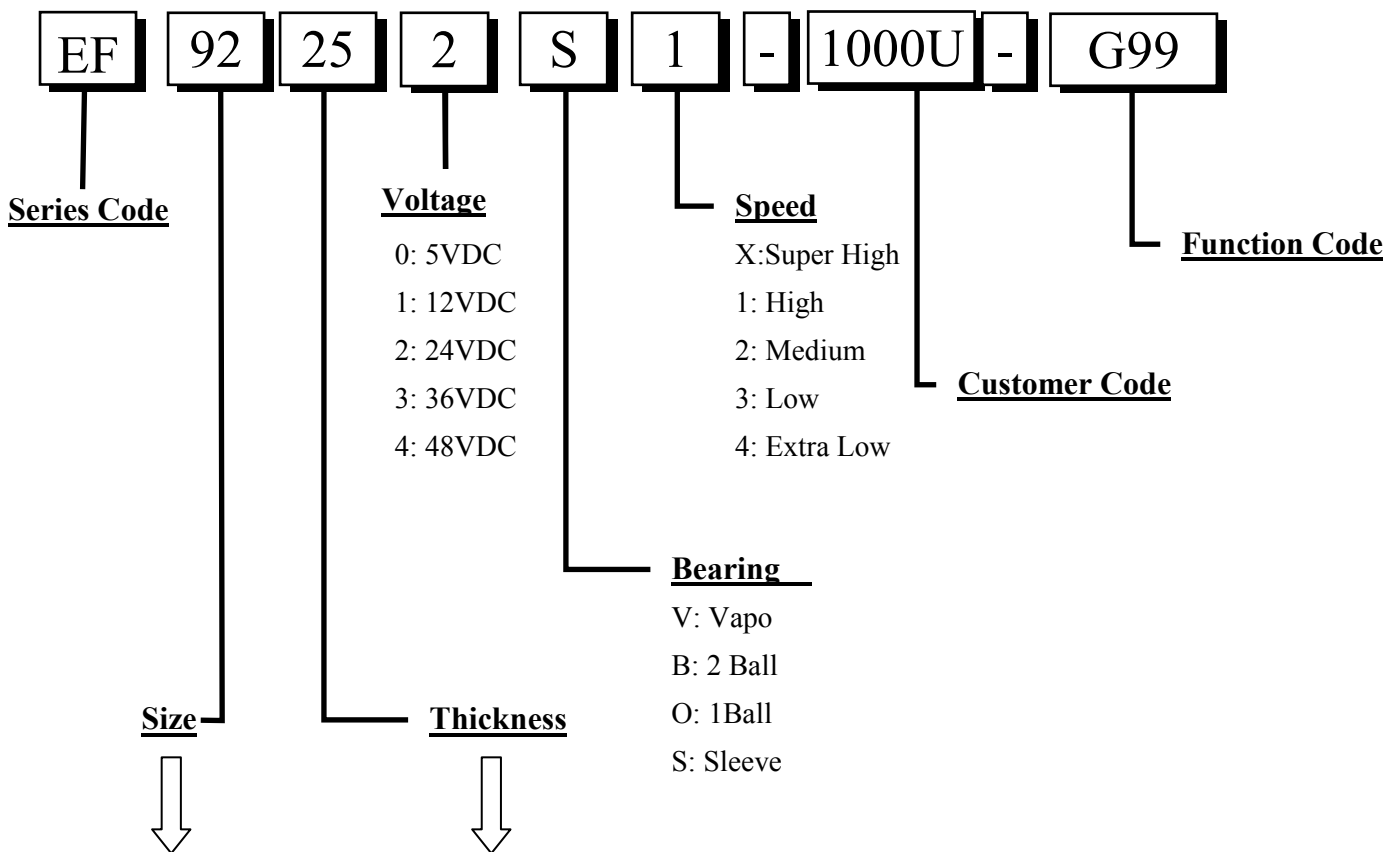 EF 92 25 2 S 1 - 1000U - G99
Series Code
Voltage
0: 5VDC
1: 12VDC
2: 24VDC
3: 36VDC
4: 48VDC
Speed
X:Super High
1: High
2: Medium
3: Low
4: Extra Low
Function Code
Customer Code
Bearing
V: Vapo
B: 2 Ball
O: 1Ball
S: Sleeve
Size
Thickness